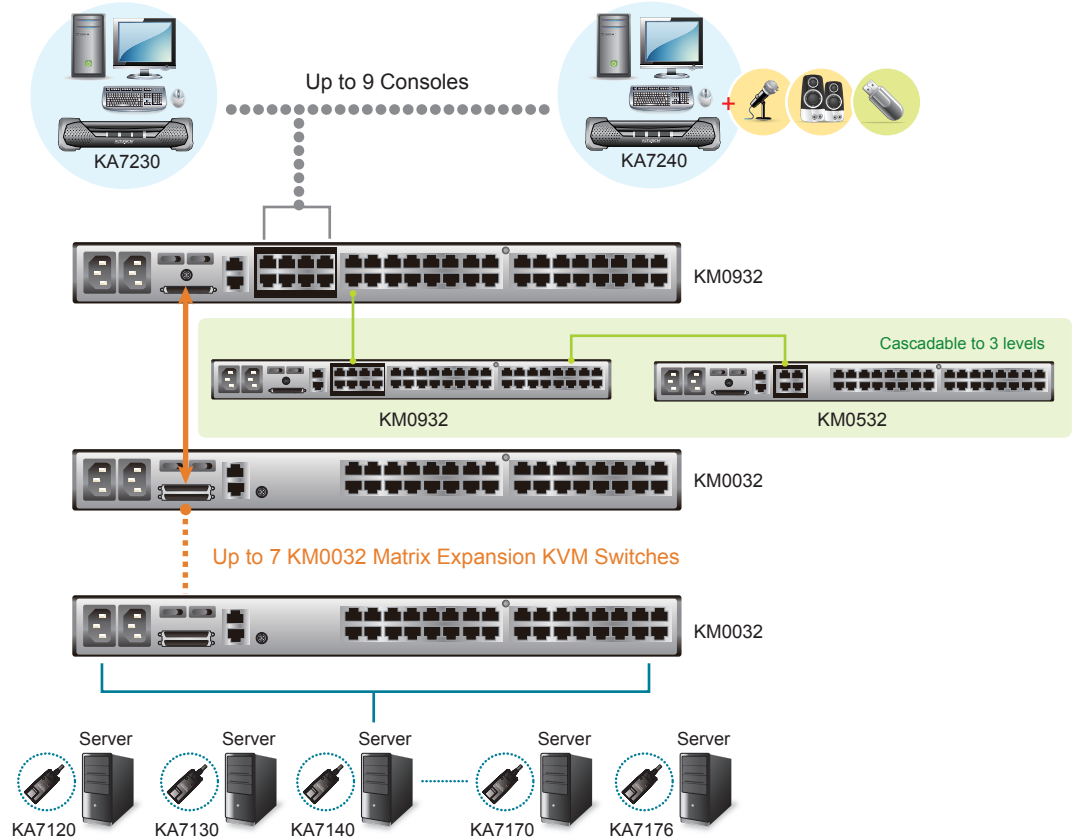 Up to 9 Consoles
KA7230
KA7240
+
KM0932
Cascadable to 3 levels
KM0932
KM0532
KM0032
Up to 7 KM0032 Matrix Expansion KVM Switches
KM0032
Server
Server
Server
Server
Server
KA7120
KA7130
KA7140
KA7170
KA7176